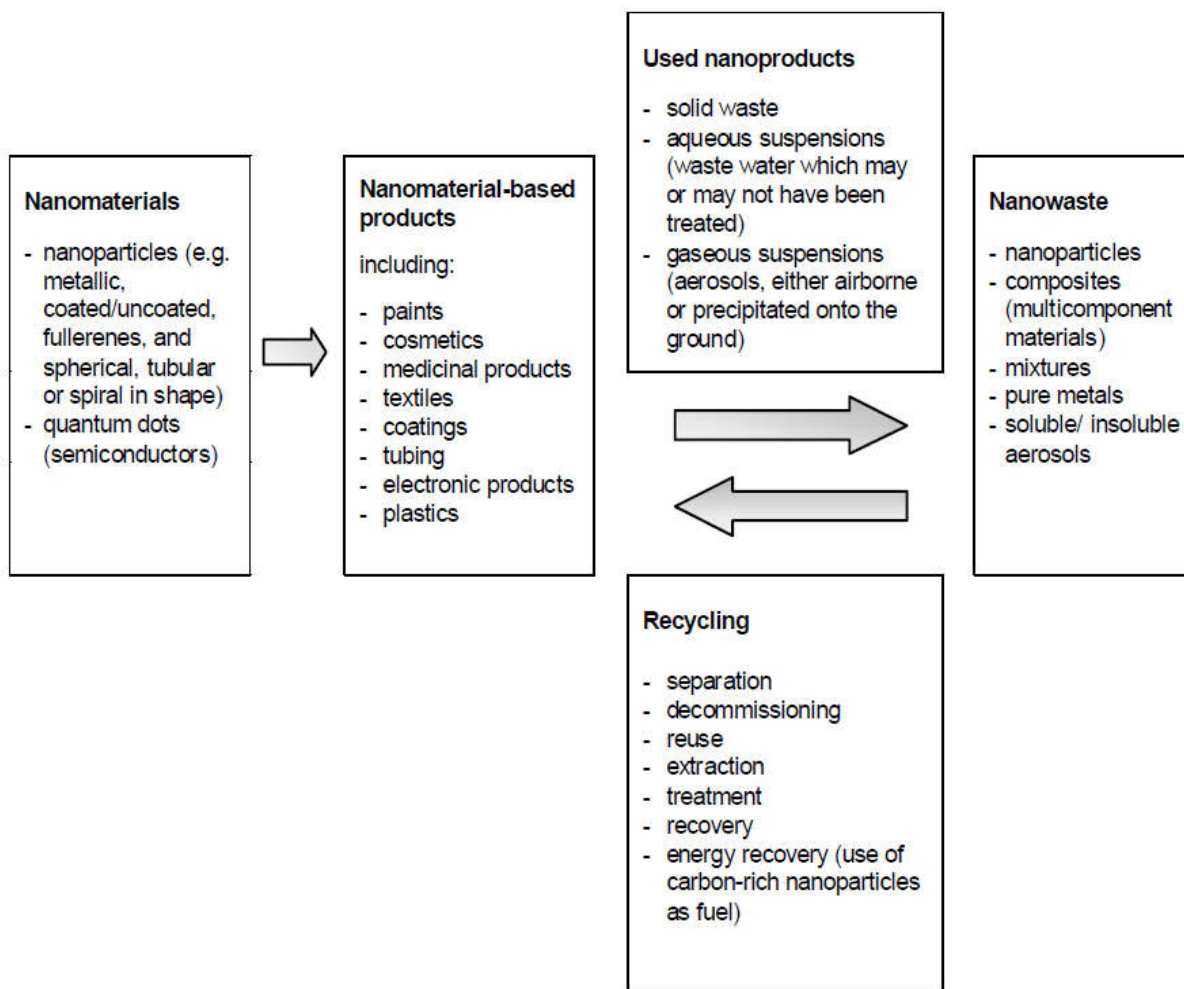 Nanomaterials
- nanoparticles (e.g.
metallic,
coated/uncoated,
fullerenes, and
spherical, tubular
or spiral in shape)
- quantum dots
(semiconductors)
Nanomaterial-based
products
including:
- paints
- cosmetics
- medicinal products
- textiles
- coatings
- tubing
- electronic products
- plastics
Used nanoproducts
- solid waste
- aqueous suspensions
(waste water which may
or may not have been
treated)
- gaseous suspensions
(aerosols, either airborne
or precipitated onto the
ground)
Recycling
- separation
- decommissioning
- reuse
- extraction
- treatment
- recovery
- energy recovery (use of
carbon-rich nanoparticles
as fuel)
Nanowaste
- nanoparticles
- composites
(multicomponent
materials)
- mixtures
- pure metals
- soluble/ insoluble
aerosols